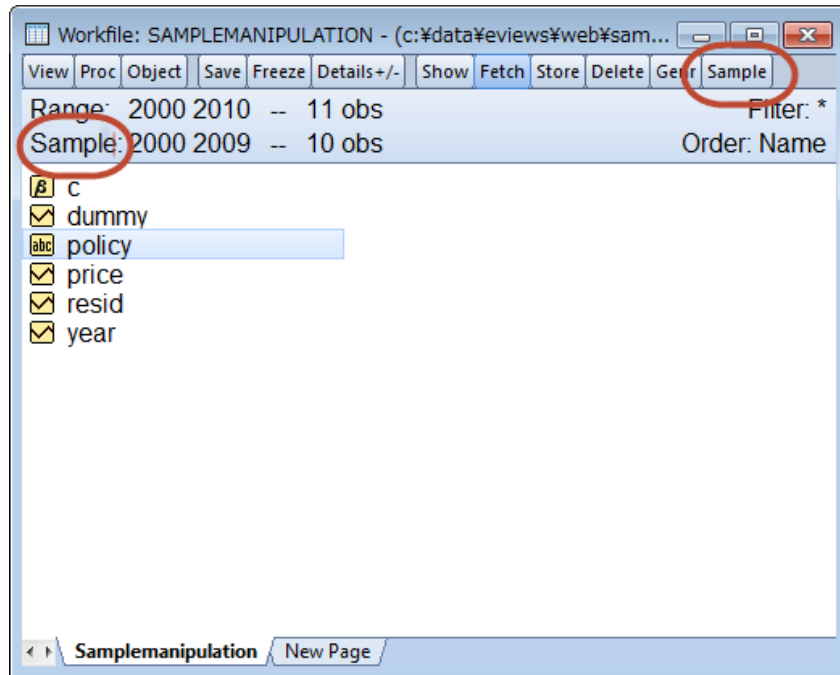 Workfile: SAMPLEMANIPULATION - (c:¥data¥eviews¥web¥sam...
View Proc Object Save Freeze Details+/- Show Fetch Store Delete Genr Sample
Range: 2000 2010 -- 11 obs Filter: *
Sample: 2000 2009 -- 10 obs Order: Name
β c
dummy
abc policy
price
resid
year
Samplemanipulation New Page